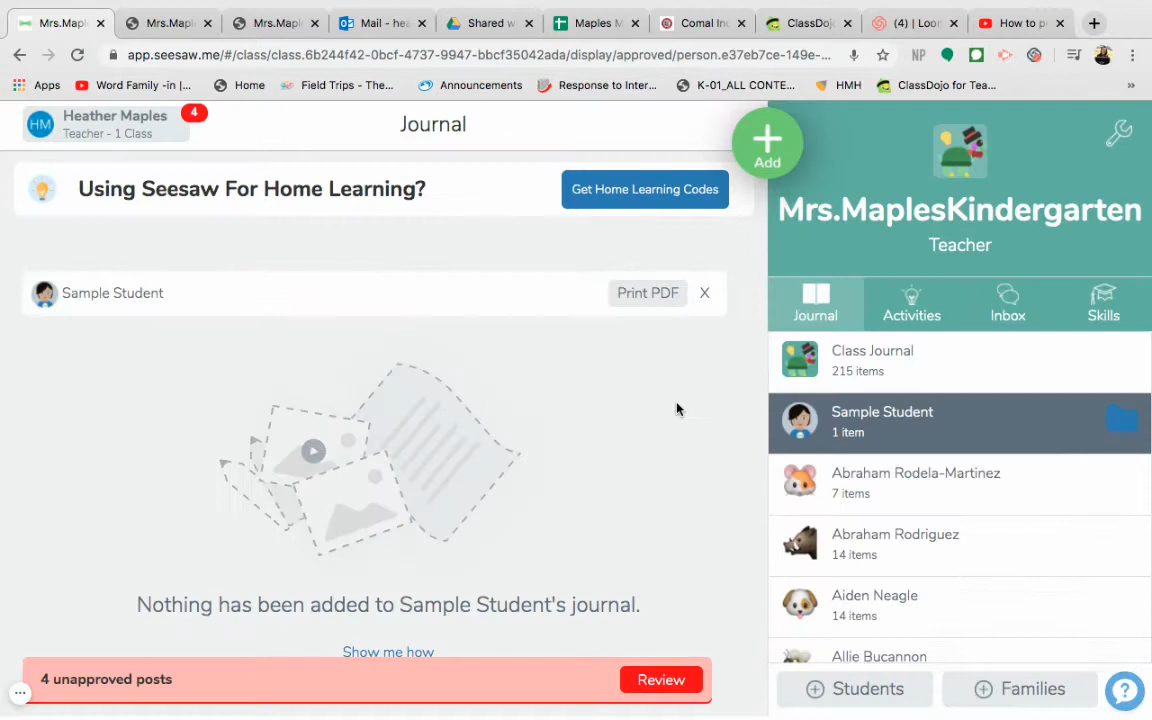 Mrs.Mapl
Mrs.Mapl
Mrs.Mapl
Mail - hea
Shared w
Maples M
Comal Ind
ClassDojo
(4) | Loom
How to p
app.seesaw.me/#/class/class.6b244f42-0bcf-4737-9947-bbcf35042ada/display/approved/person.e37eb7ce-149e-...
NP
Apps
Word Family -in |...
Home
Field Trips - The...
Announcements
Response to Inter...
K-01_ALL CONTE...
HMH
ClassDojo for Tea...
»
HM
Heather Maples
Teacher - 1 Class
4
Journal
Add
Using Seesaw For Home Learning?
Get Home Learning Codes
Sample Student
Print PDF
X
Nothing has been added to Sample Student's journal.
Show me how
4 unapproved posts
Review
Mrs.MaplesKindergarten
Teacher
Journal
Activities
Inbox
Skills
Class Journal
215 items
Sample Student
1 item
Abraham Rodela-Martinez
7 items
Abraham Rodriguez
14 items
Aiden Neagle
14 items
Allie Bucannon
Students
Families
?